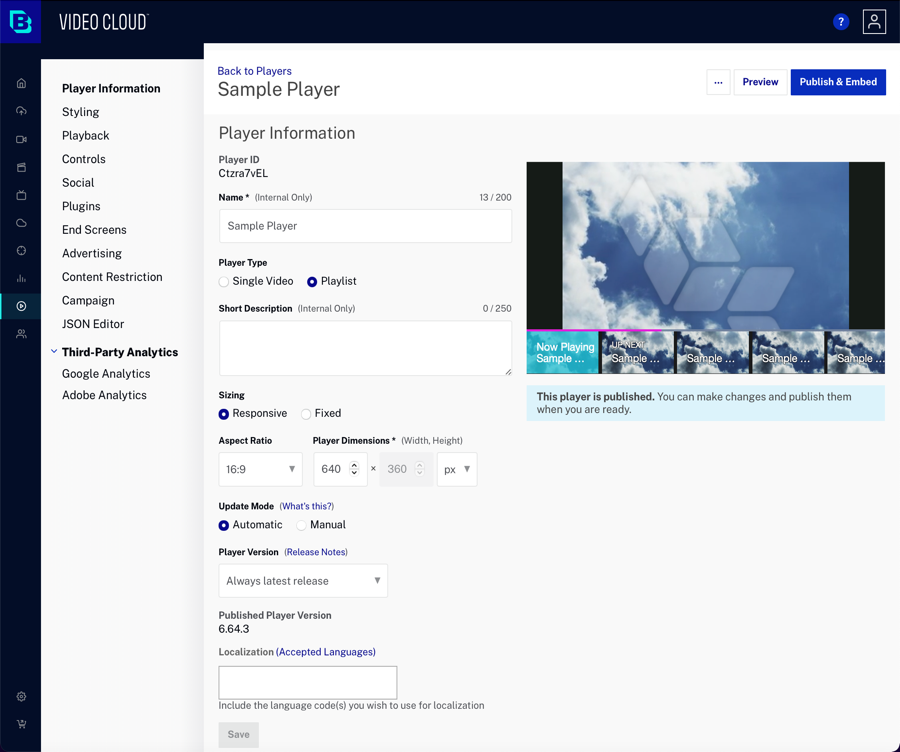 VIDEO CLOUD
?
Back to Players
Sample Player
...
Preview
Publish & Embed
Player Information
Styling
Playback
Controls
Social
Plugins
End Screens
Advertising
Content Restriction
Campaign
JSON Editor
Third-Party Analytics
Google Analytics
Adobe Analytics
Player Information
Player ID
Ctzra7vEL
Name * (Internal Only) 13 / 200
Sample Player
Player Type
Single Video Playlist
Short Description (Internal Only) 0 / 250
Sizing
Responsive Fixed
Aspect Ratio Player Dimensions * (Width, Height)
16:9 640 × 360 px
Update Mode (What's this?)
Automatic Manual
Player Version (Release Notes)
Always latest release
Published Player Version
6.64.3
Localization (Accepted Languages)
Include the language code(s) you wish to use for localization
Save
Now Playing UP NEXT
Sample ... Sample ... Sample ... Sample ... Sample ...
This player is published. You can make changes and publish them
when you are ready.